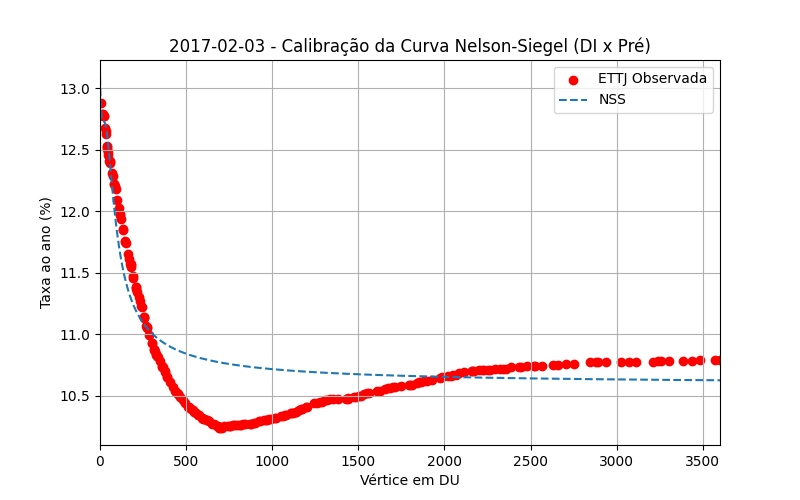 2017-02-03 - Calibração da Curva Nelson-Siegel (DI x Pré)
ETTJ Observada
NSS
Taxa ao ano (%)
13.0
12.5
12.0
11.5
11.0
10.5
0 500 1000 1500 2000 2500 3000 3500
Vértice em DU